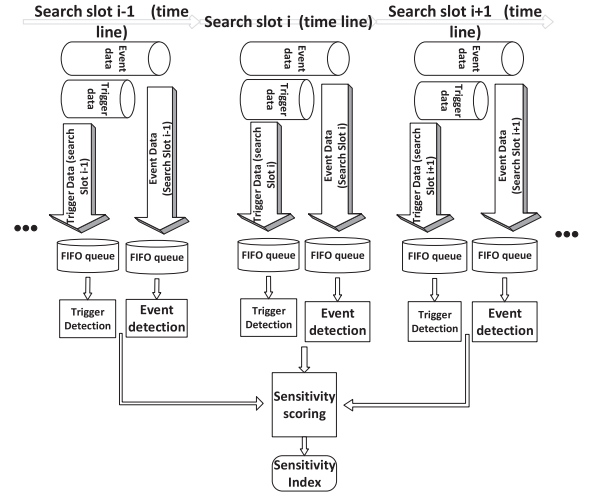 Search slot i-1 (time line)
Search slot i (time line)
Search slot i+1 (time line)
Event data
Event data
Event data
Trigger data
Trigger data
Trigger data
Trigger Data (search Slot i-1)
Event Data (Search Slot i-1)
Trigger Data (search Slot i)
Event Data (Search Slot i)
Trigger Data (search Slot i+1)
Event Data (Search Slot i+1)
•••
•••
FIFO queue
FIFO queue
FIFO queue
FIFO queue
FIFO queue
FIFO queue
Trigger
Detection
Event
detection
Trigger
Detection
Event
detection
Trigger
Detection
Event
detection
Sensitivity
scoring
Sensitivity
Index